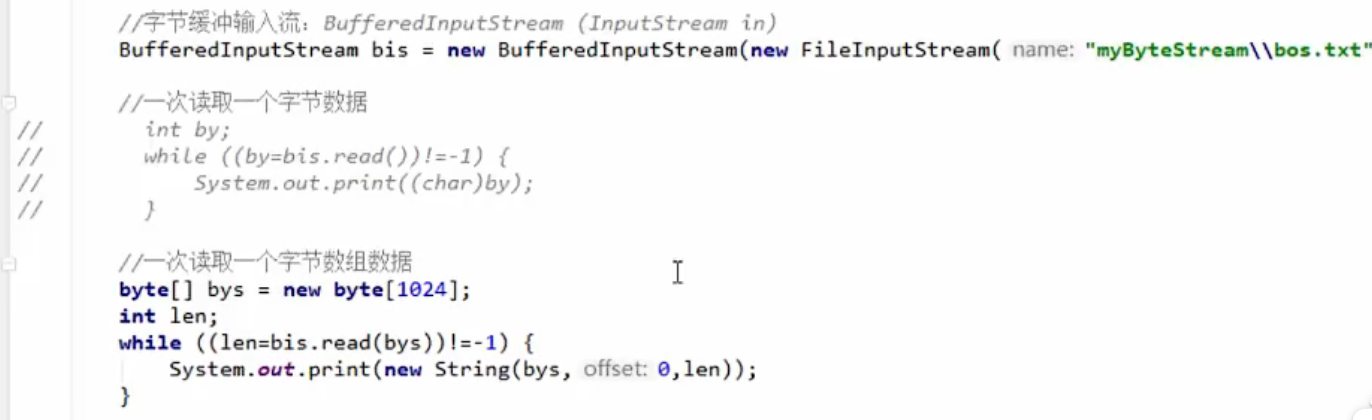 //字节缓冲输入流：BufferedInputStream (InputStream in)
BufferedInputStream bis = new BufferedInputStream(new FileInputStream( name: "myByteStream\\bos.txt"
//一次读取一个字节数据
// int by;
// while ((by=bis.read())!=-1) {
// System.out.print((char)by);
// }
//一次读取一个字节数组数据
byte[] bys = new byte[1024];
int len;
while ((len=bis.read(bys))!=-1) {
System.out.print(new String(bys, offset: 0,len));
}